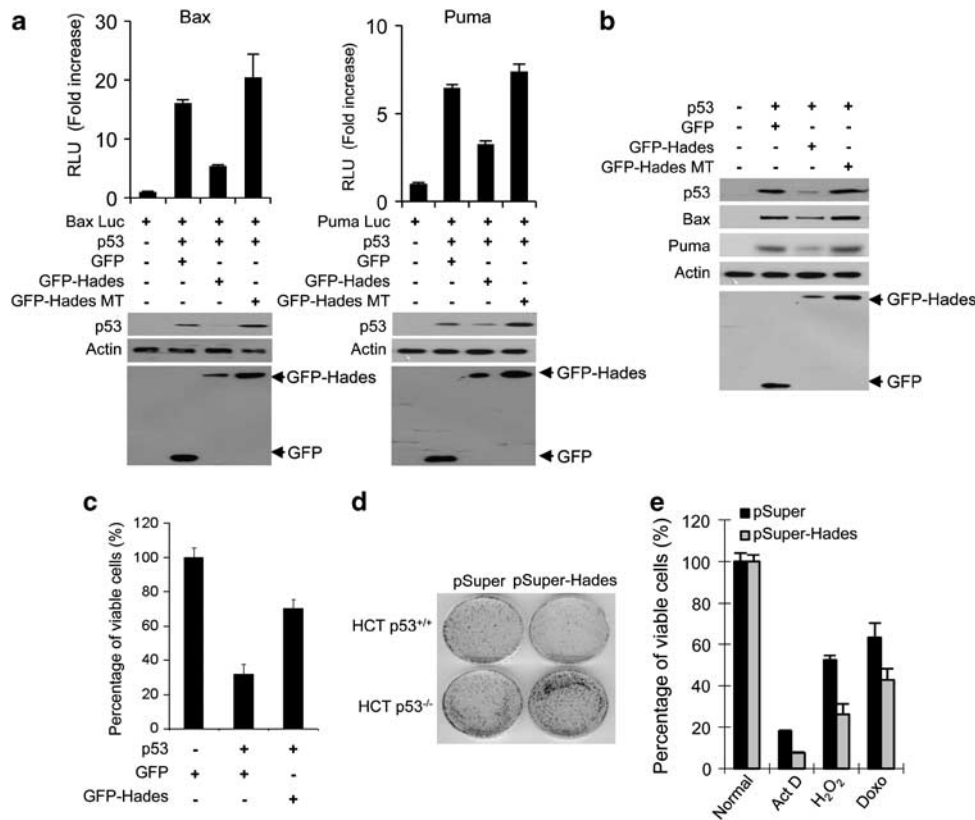 a
Bax
RLU (Fold increase)
30
20
10
0
Bax Luc + + + +
p53 - + + +
GFP - + - -
GFP-Hades - - + -
GFP-Hades MT - - - +
p53
Actin
GFP-Hades
GFP
Puma
RLU (Fold increase)
10
5
0
Puma Luc + + + +
p53 - + + +
GFP - + - -
GFP-Hades - - + -
GFP-Hades MT - - - +
p53
Actin
GFP-Hades
GFP
b
p53 - + + +
GFP - + - -
GFP-Hades - - + -
GFP-Hades MT - - - +
p53
Bax
Puma
Actin
GFP-Hades
GFP
c
Percentage of viable cells (%)
120
100
80
60
40
20
0
p53 - + +
GFP + + -
GFP-Hades - - +
d
pSuper pSuper-Hades
HCT p53+/+
HCT p53-/-
e
pSuper
pSuper-Hades
Percentage of viable cells (%)
120
100
80
60
40
20
0
Normal Act D H2O2 Doxo